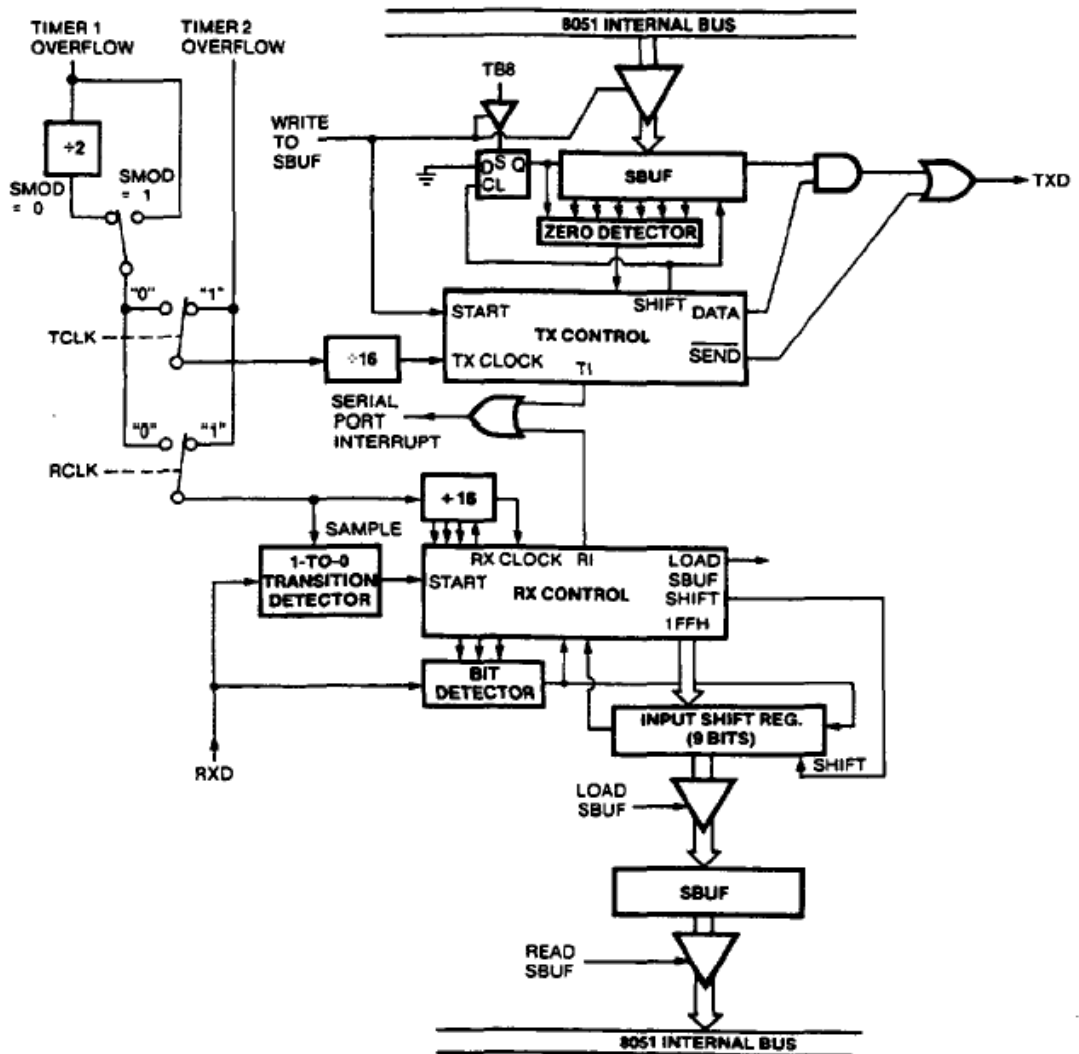 TIMER 1
OVERFLOW
TIMER 2
OVERFLOW
8051 INTERNAL BUS
TB8
÷2
WRITE
TO
SBUF
D S Q
CL
SBUF
TXD
SMOD
= 0
SMOD
= 1
ZERO DETECTOR
"0"
"1"
TCLK
START
SHIFT
DATA
TX CONTROL
÷16
TX CLOCK
TI
SEND
SERIAL
PORT
INTERRUPT
"0"
"1"
RCLK
÷16
SAMPLE
1-TO-0
TRANSITION
DETECTOR
RX CLOCK
RI
LOAD
SBUF
START
RX CONTROL
SHIFT
1FFH
BIT
DETECTOR
INPUT SHIFT REG.
(9 BITS)
SHIFT
RXD
LOAD
SBUF
SBUF
READ
SBUF
8051 INTERNAL BUS